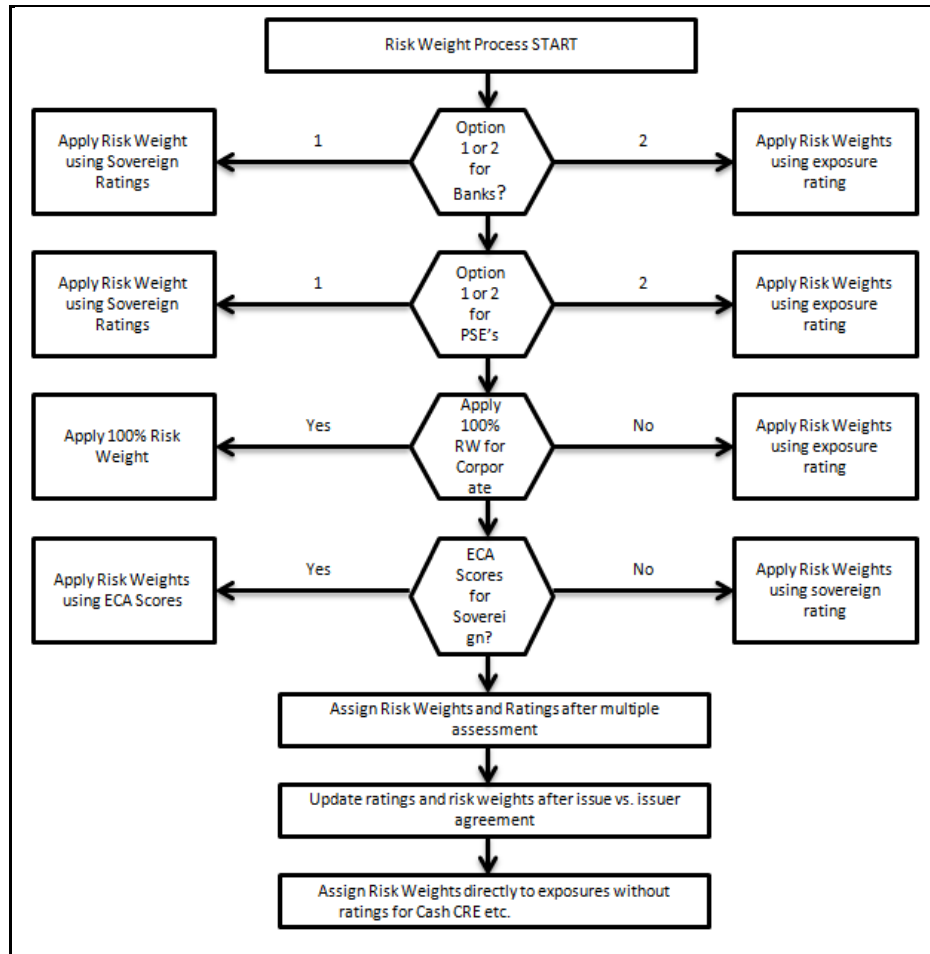 Risk Weight Process START
Apply Risk Weight
using Sovereign
Ratings
1
Option
1 or 2
for
Banks?
2
Apply Risk Weights
using exposure
rating
Apply Risk Weight
using Sovereign
Ratings
1
Option
1 or 2
for
PSE's
2
Apply Risk Weights
using exposure
rating
Apply 100% Risk
Weight
Yes
Apply
100%
RW for
Corpor
ate
No
Apply Risk Weights
using exposure
rating
Apply Risk Weights
using ECA Scores
Yes
ECA
Scores
for
Soverei
gn?
No
Apply Risk Weights
using sovereign
rating
Assign Risk Weights and Ratings after multiple
assessment
Update ratings and risk weights after issue vs. issuer
agreement
Assign Risk Weights directly to exposures without
ratings for Cash CRE etc.